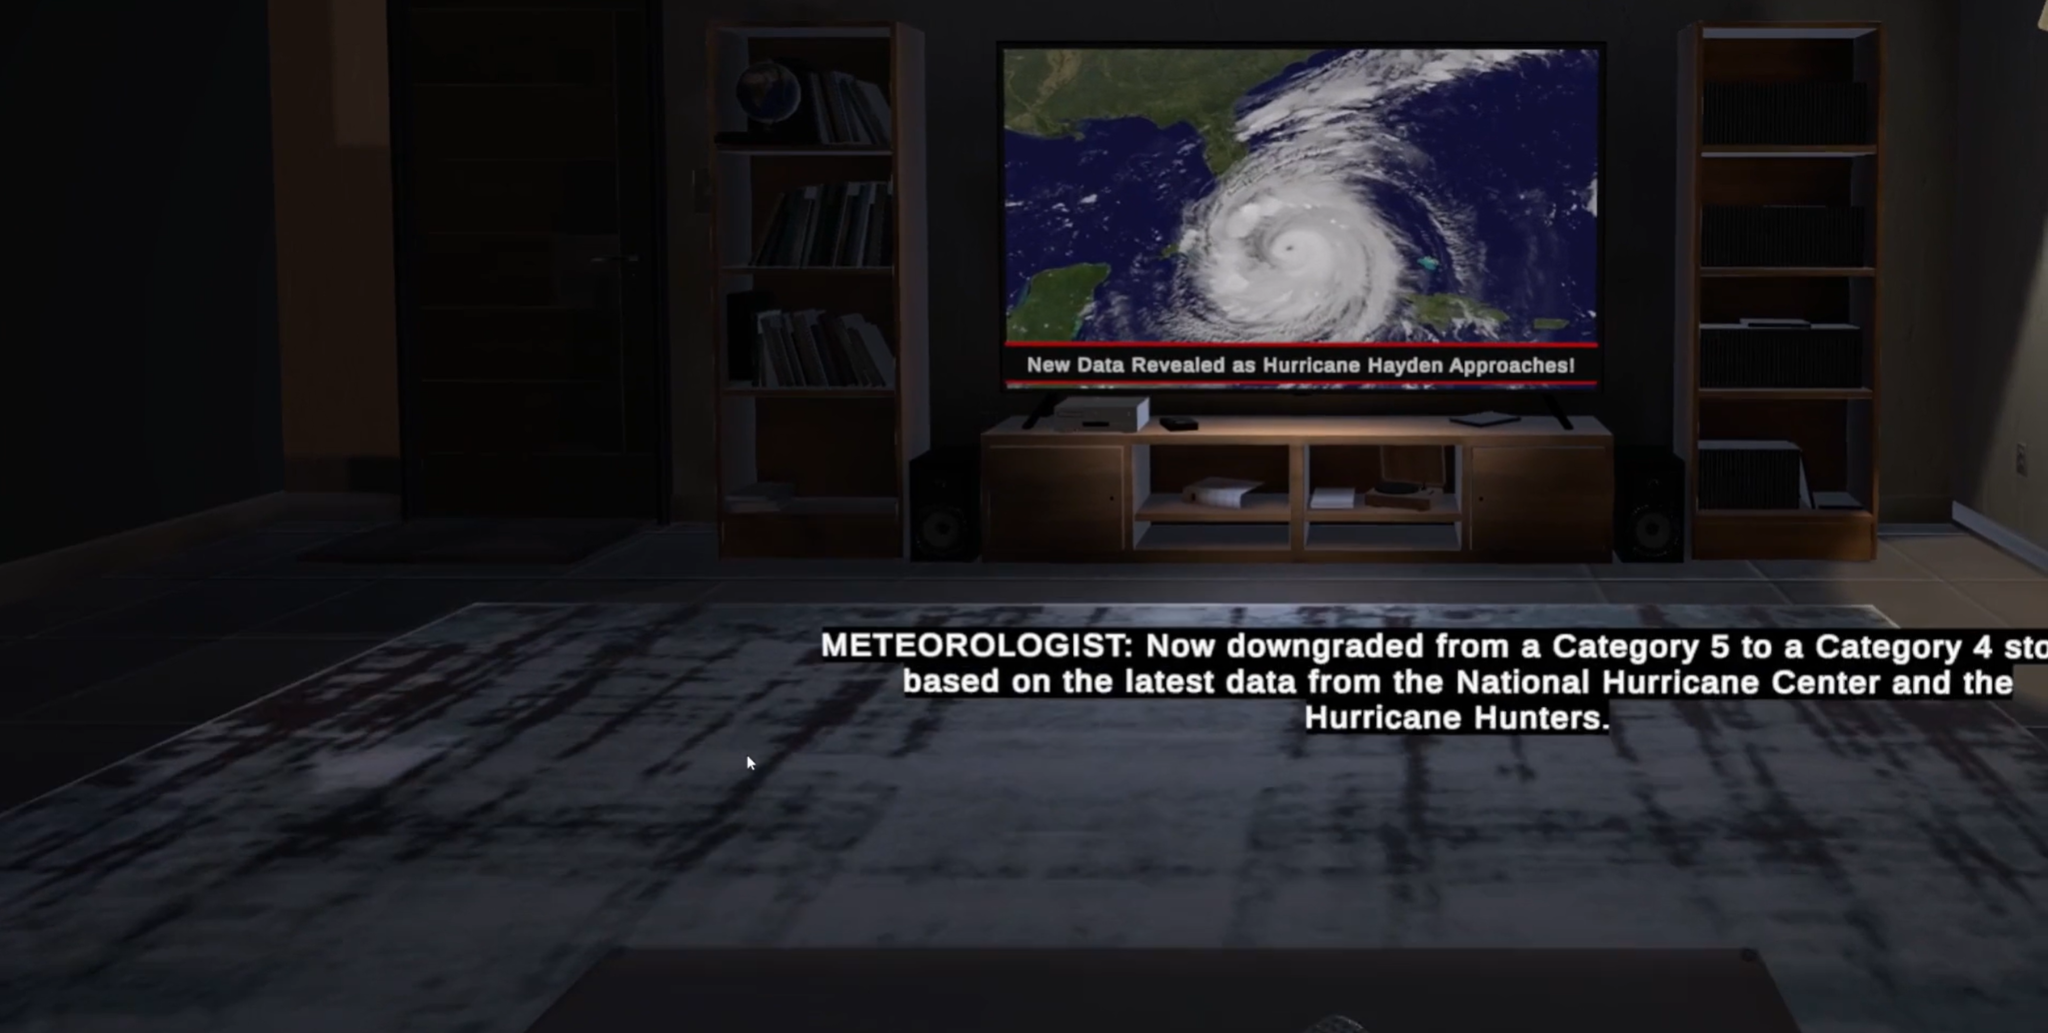 New Data Revealed as Hurricane Hayden Approaches!
METEOROLOGIST: Now downgraded from a Category 5 to a Category 4
based on the latest data from the National Hurricane Center and the
Hurricane Hunters.